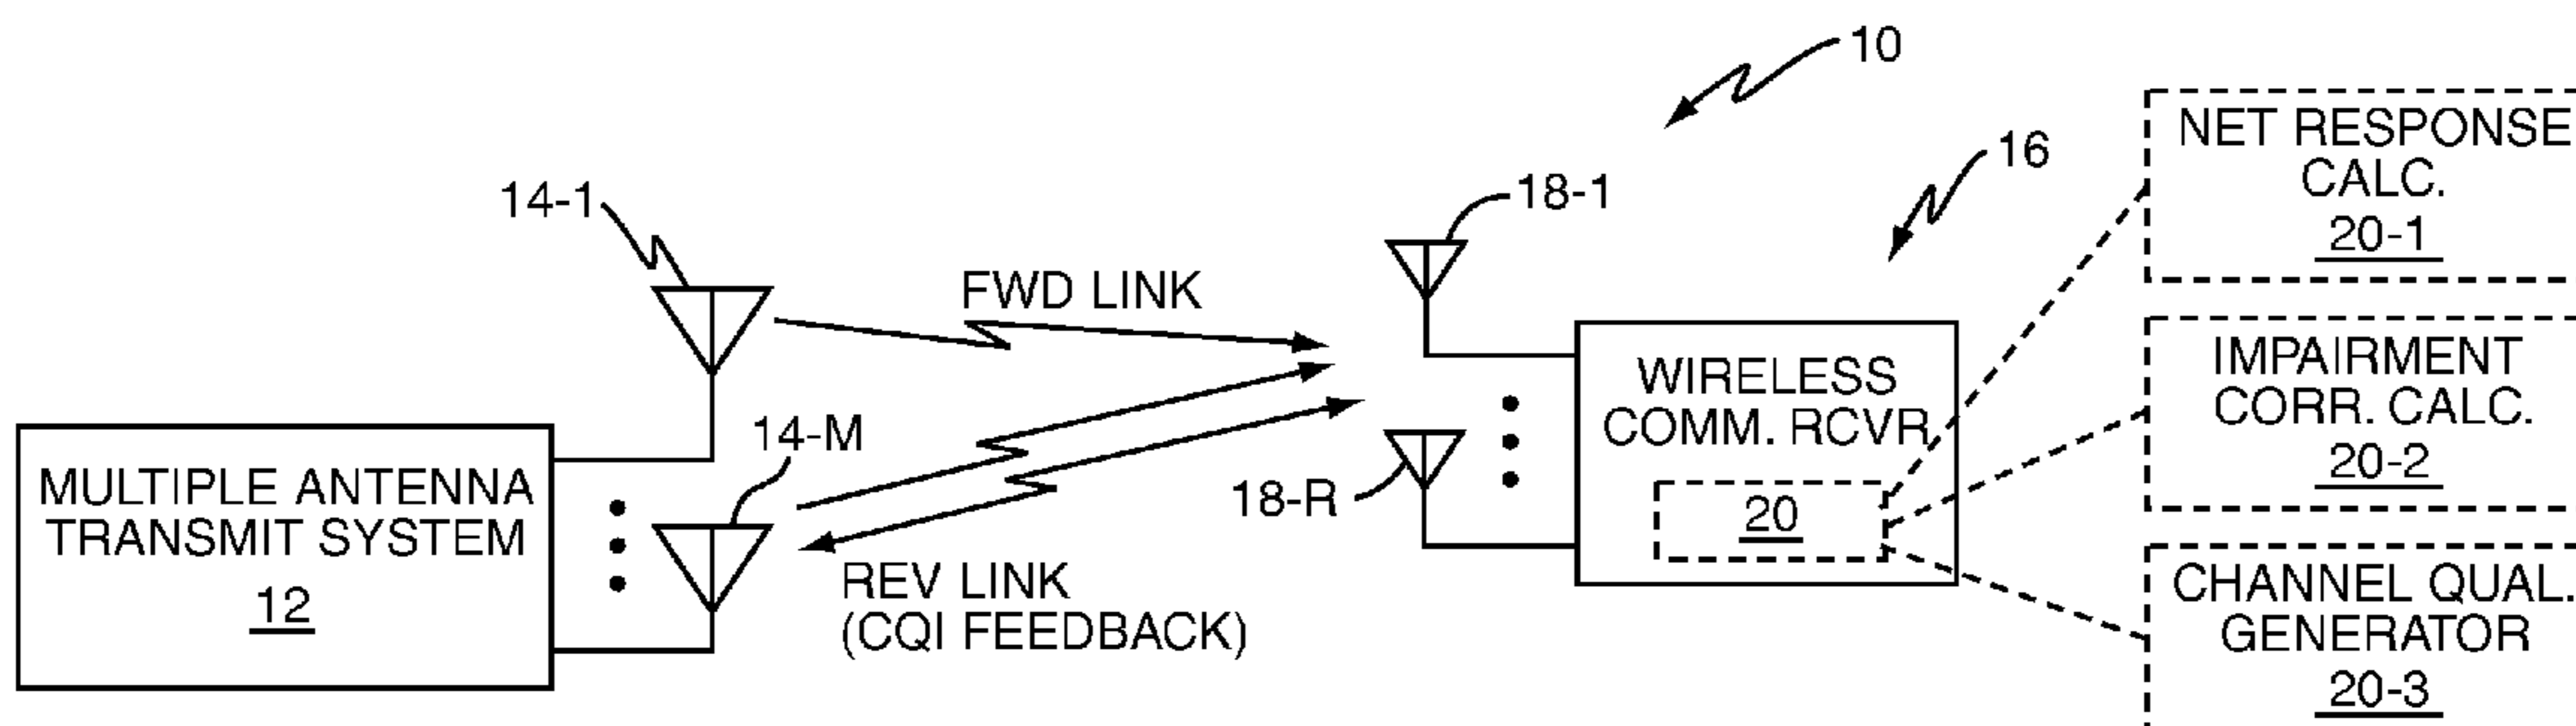 10
16
14-1
18-1
FWD LINK
14-M
18-R
MULTIPLE ANTENNA
TRANSMIT SYSTEM
12
REV LINK
(CQI FEEDBACK)
WIRELESS
COMM. RCVR
20
NET RESPONSE
CALC.
20-1
IMPAIRMENT
CORR. CALC.
20-2
CHANNEL QUAL.
GENERATOR
20-3